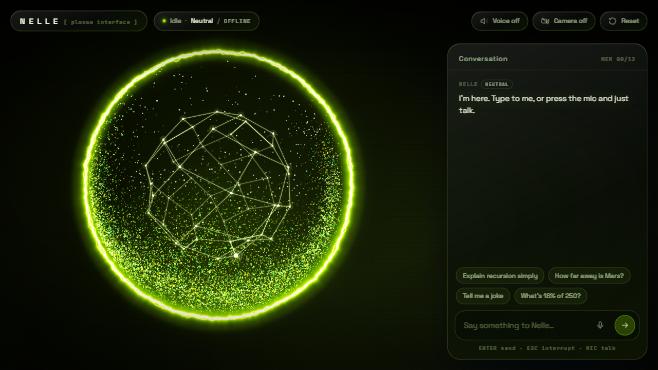 NELLE [ plasma interface ]
Idle · Neutral / OFFLINE
Voice off
Camera off
Reset
Conversation
MEM 00/12
NELLE NEUTRAL
I'm here. Type to me, or press the mic and just
talk.
Explain recursion simply
How far away is Mars?
Tell me a joke
What's 18% of 250?
Say something to Nelle…
ENTER send · ESC interrupt · MIC talk